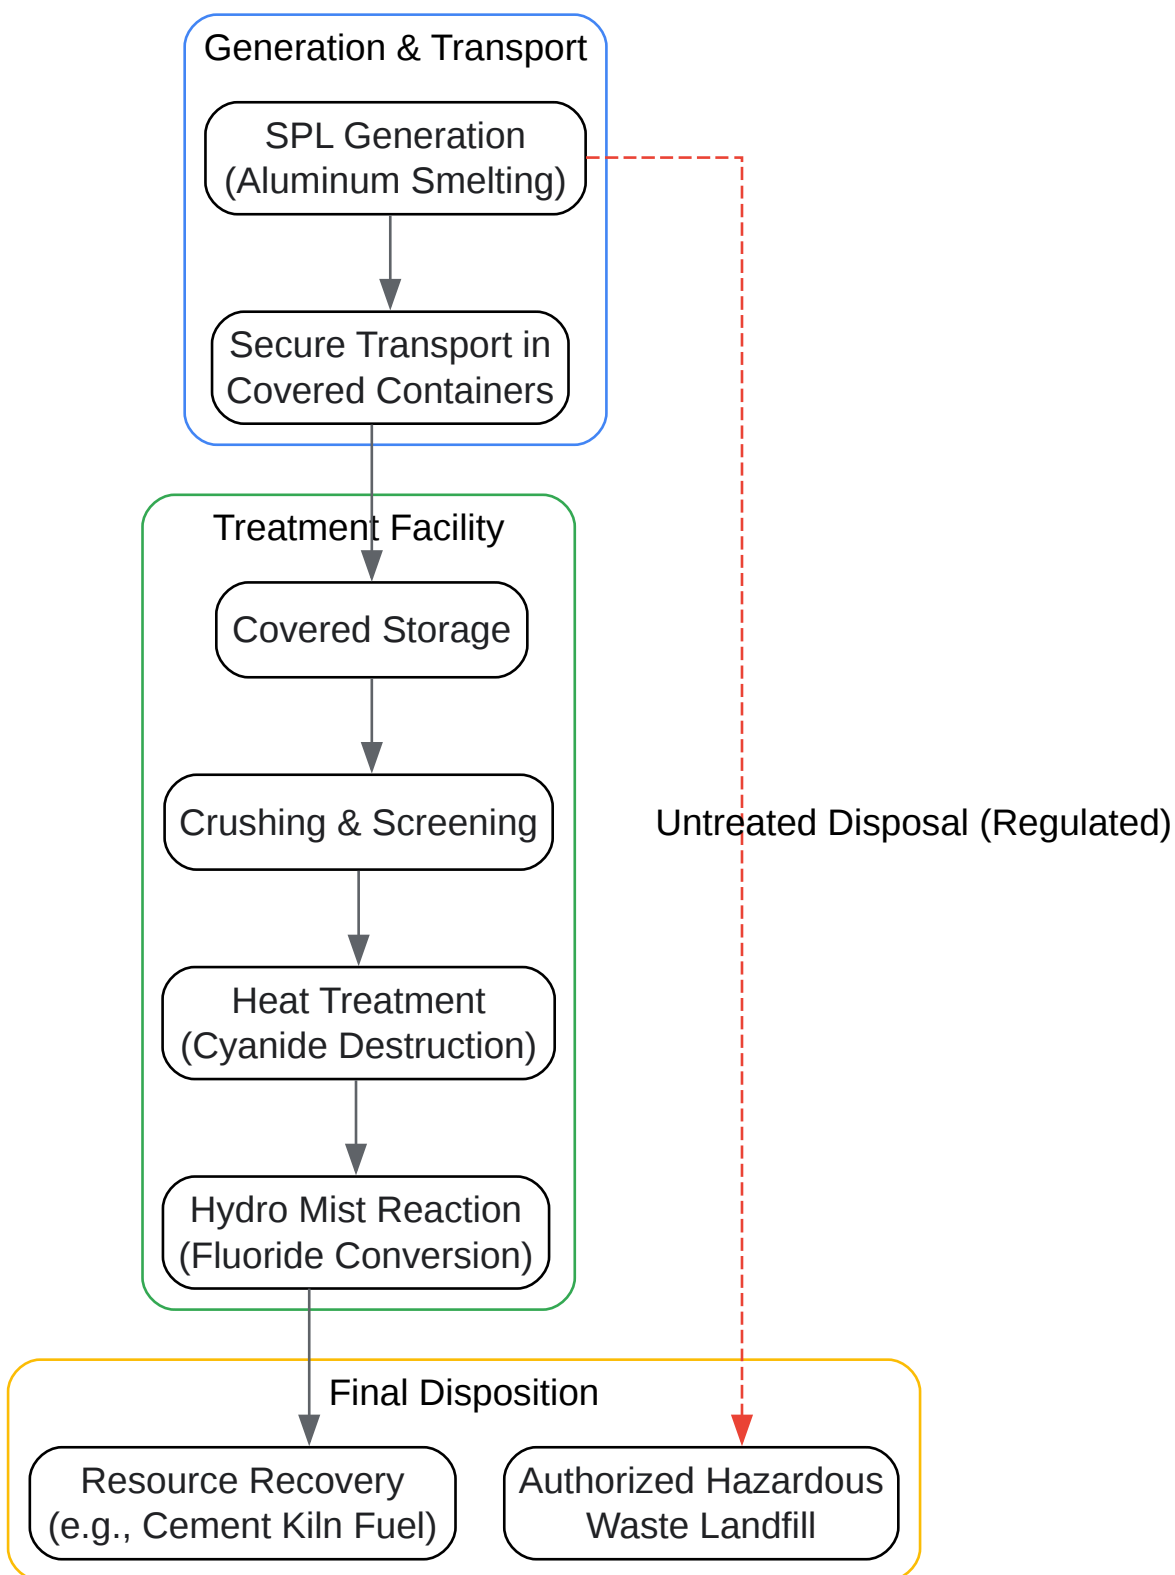 Generation & Transport
SPL Generation
(Aluminum Smelting)
Secure Transport in
Covered Containers
Treatment Facility
Covered Storage
Crushing & Screening
Untreated Disposal (Regulated)
Heat Treatment
(Cyanide Destruction)
Hydro Mist Reaction
(Fluoride Conversion)
Final Disposition
Resource Recovery
(e.g., Cement Kiln Fuel)
Authorized Hazardous
Waste Landfill